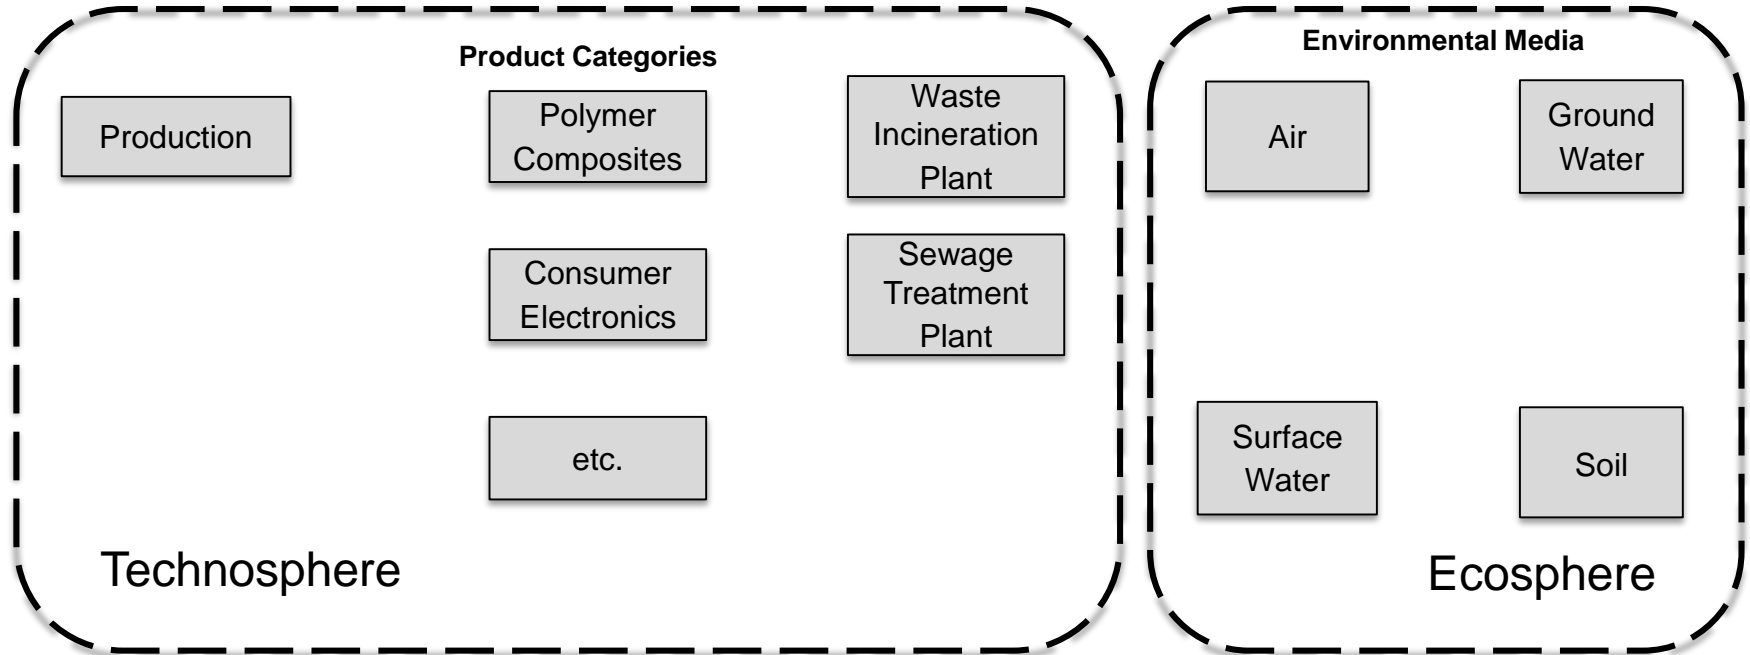 Product Categories
Production
Polymer
Composites
Consumer
Electronics
etc.
Waste
Incineration
Plant
Sewage
Treatment
Plant
Technosphere
Environmental Media
Air
Ground
Water
Surface
Water
Soil
Ecosphere